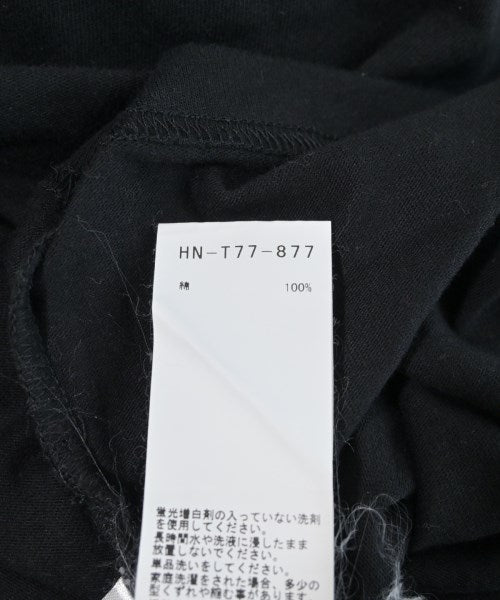 HN-T77-877
綿 100%
蛍光増白剤の入っていない洗剤
を使用してください。
長時間水や洗液に浸したまま
放置しないでください。
単品洗いをしてください。
家庭洗濯をされた場合、多少の
型くずれや縮む事があります